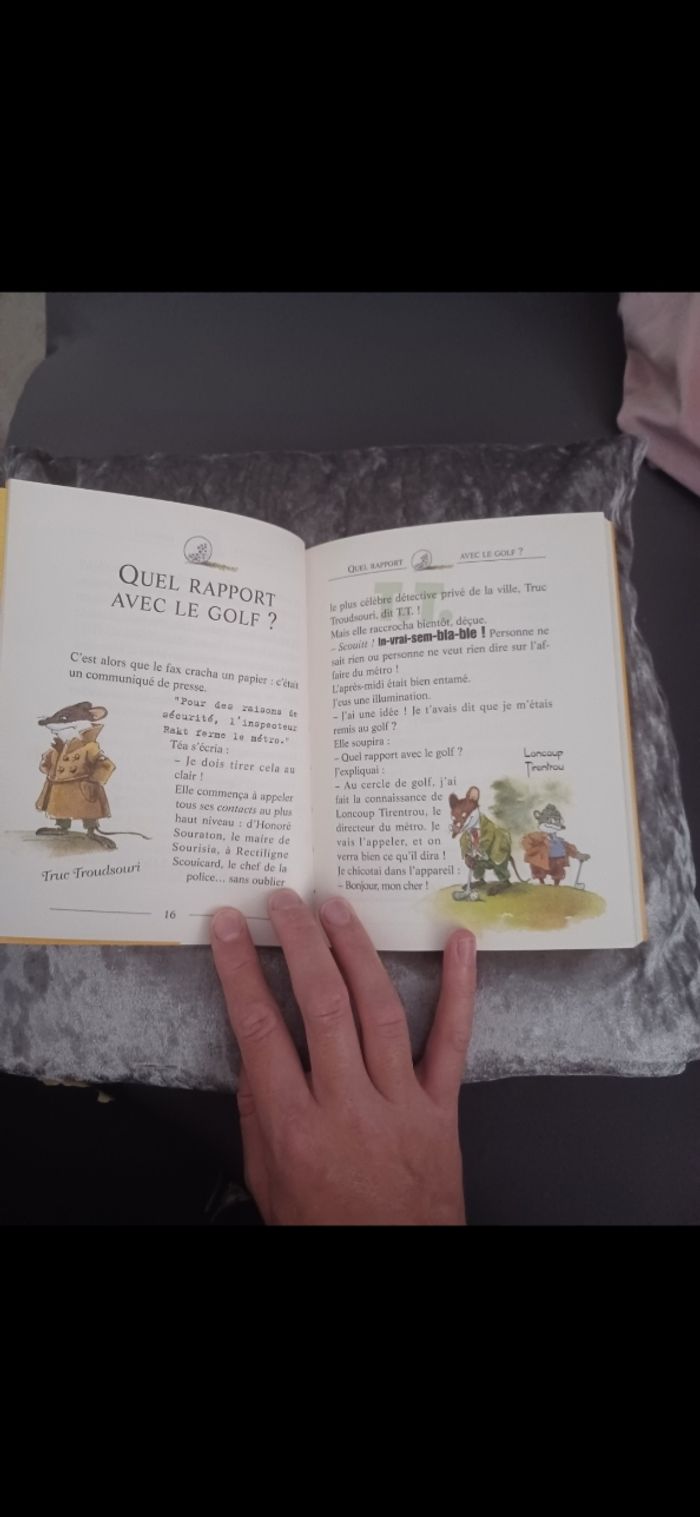 QUEL RAPPORT
AVEC LE GOLF ?
C'est alors que le fax cracha un papier : c'était
un communiqué de presse.
"Pour des raisons de
sécurité, l'inspecteur
Rakt ferme le métro."
Téa s'écria :
– Je dois tirer cela au
clair !
Elle commença à appeler
tous ses contacts au plus
haut niveau : d'Honoré
Souraton, le maire de
Sourisia, à Rectiligne
Scouicard, le chef de la
police... sans oublier
Truc Troudsouri
16
QUEL RAPPORT AVEC LE GOLF ?
T.T.
le plus célèbre détective privé de la ville, Truc
Troudsouri, dit T.T. !
Mais elle raccrocha bientôt, déçue.
– Scouitt ! In-vrai-sem-bla-ble ! Personne ne
sait rien ou personne ne veut rien dire sur l'af-
faire du métro !
L'après-midi était bien entamé.
J'eus une illumination.
– J'ai une idée ! Je t'avais dit que je m'étais
remis au golf ?
Elle soupira :
– Quel rapport avec le golf ?
J'expliquai :
– Au cercle de golf, j'ai
fait la connaissance de
Loncoup Tirentrou, le
directeur du métro. Je
vais l'appeler, et on
verra bien ce qu'il dira !
Je chicotai dans l'appareil :
– Bonjour, mon cher !
Loncoup
Tirentrou